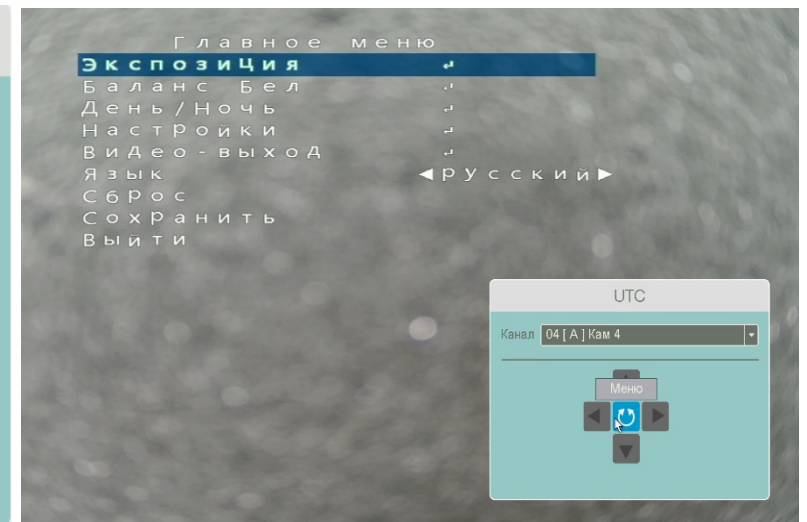 Главное меню
Экспозиция
Баланс Бел
День/Ночь
Настройки
Видео-выход
Язык русский
Сброс
Сохранить
Выйти
UTC
Канал 04 [ A ] Кам 4
Меню